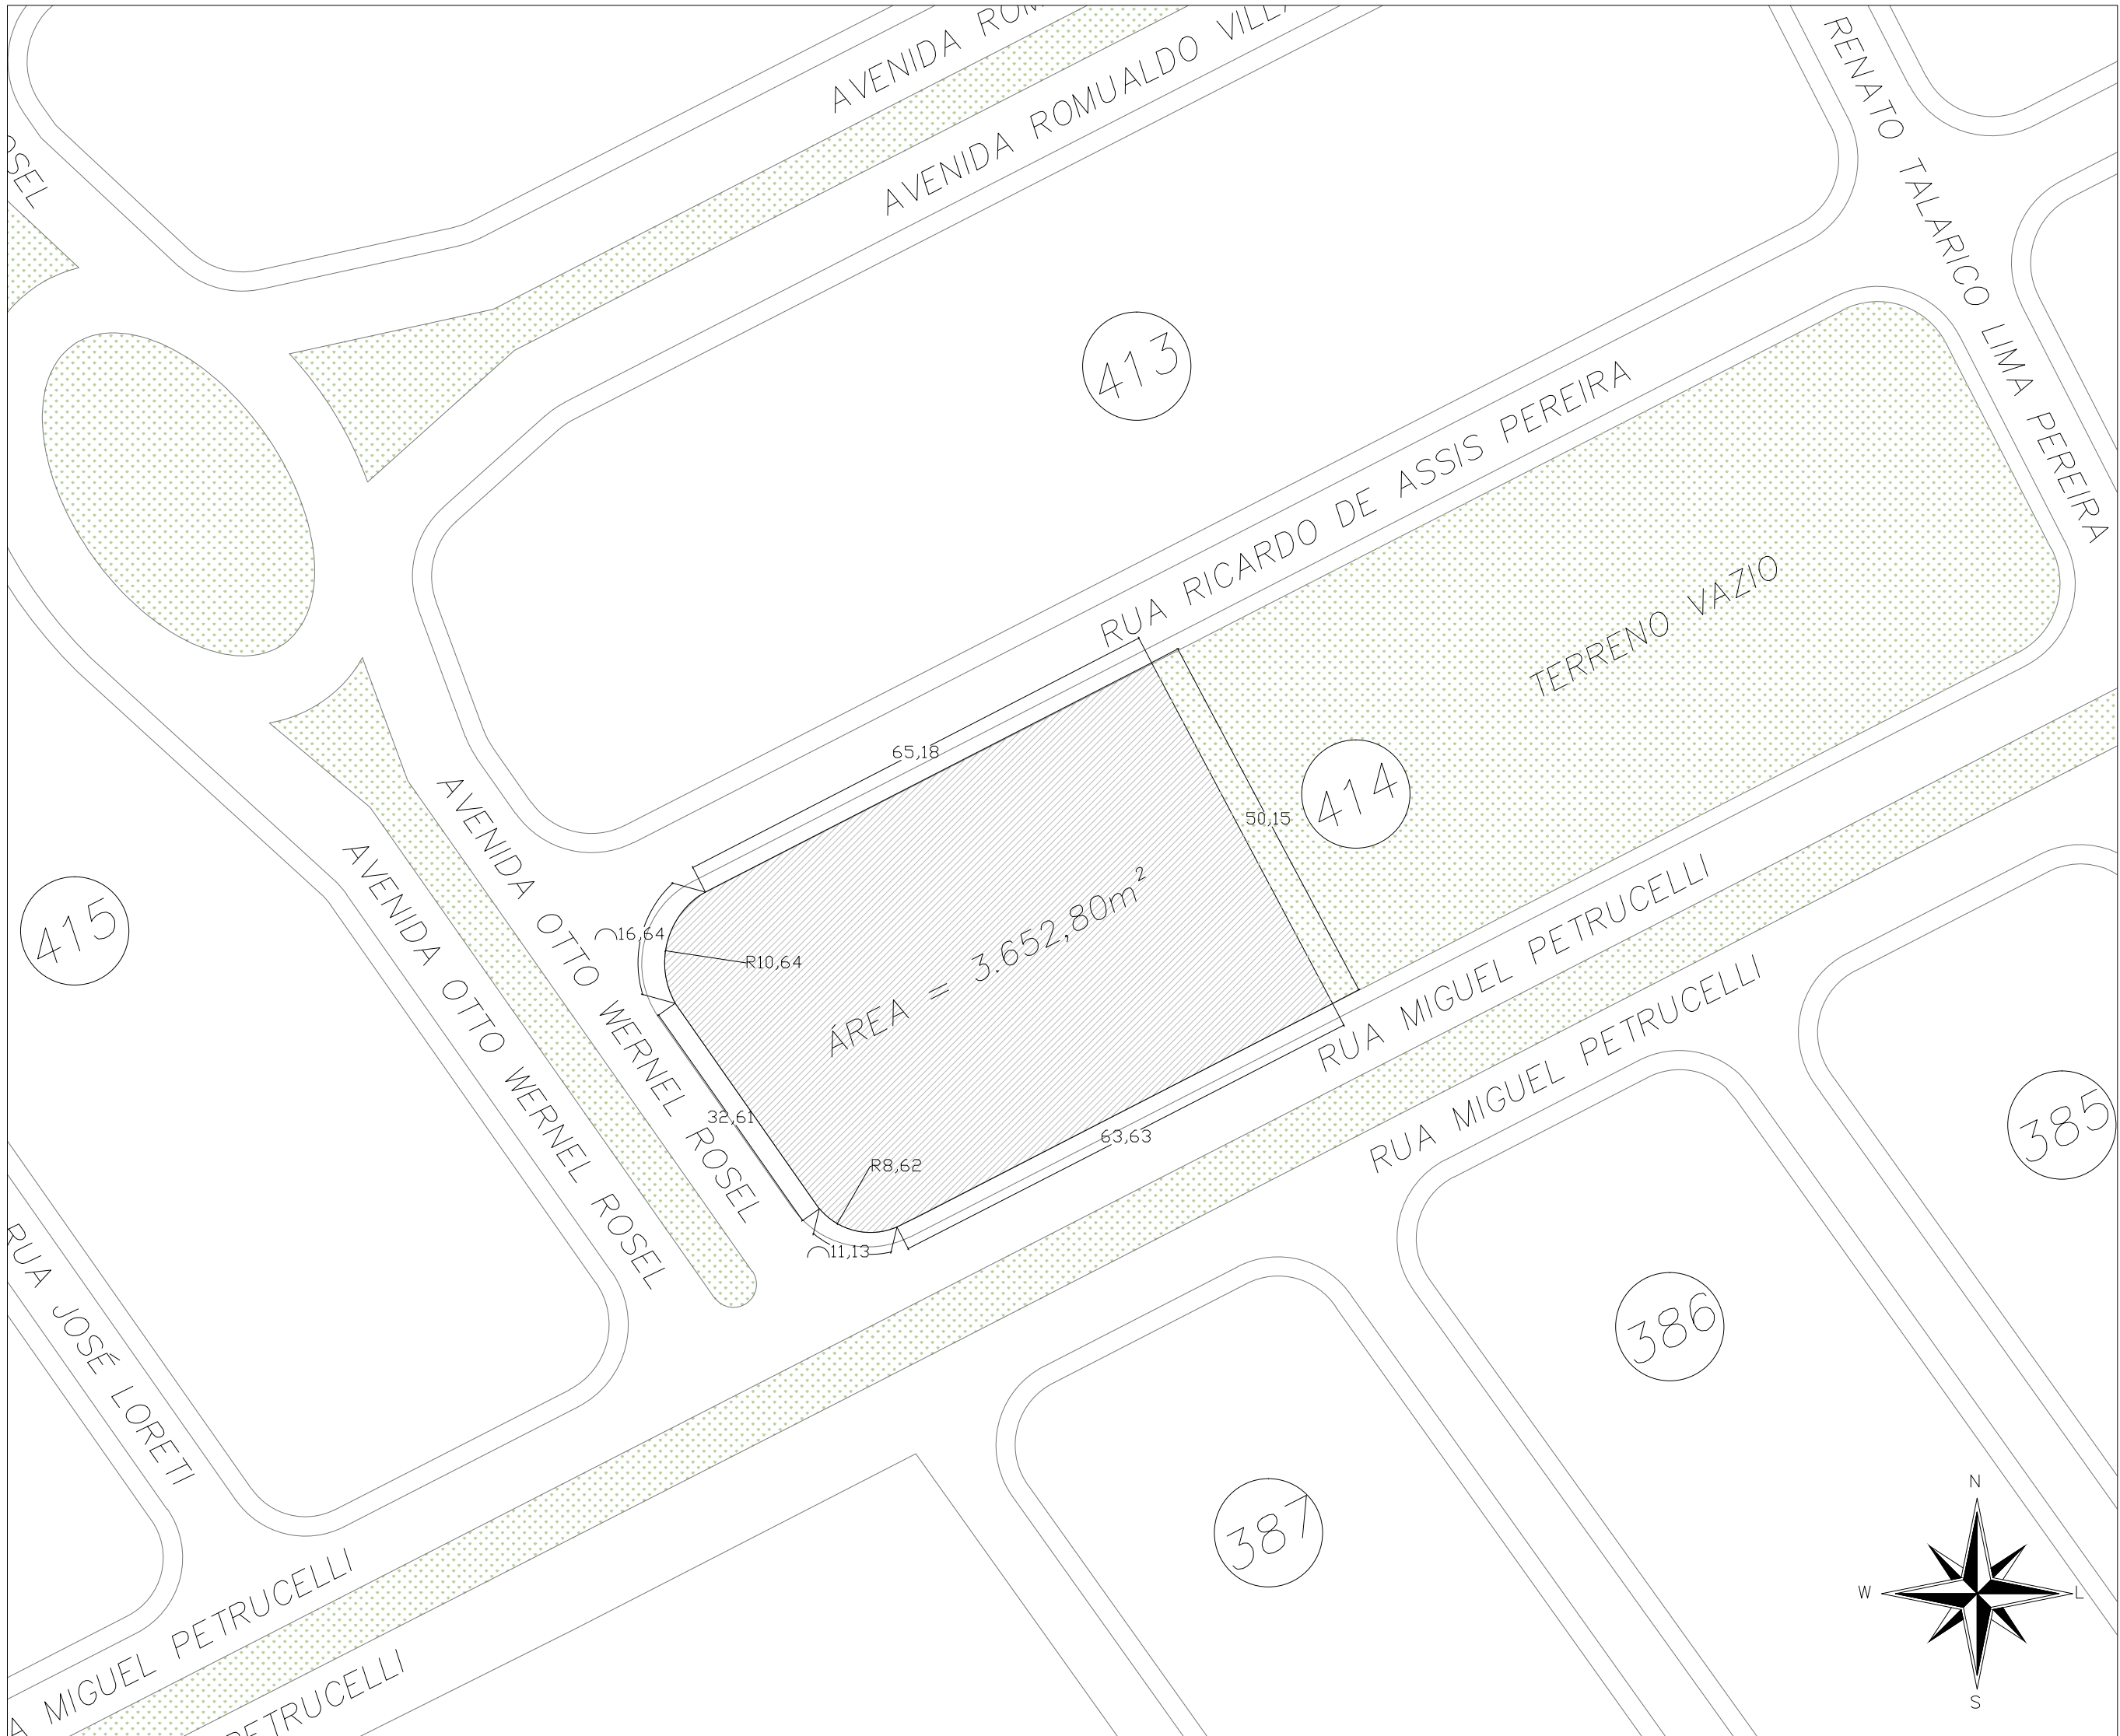 AVENIDA ROM
AVENIDA ROMUALDO VILL
RENATO TALARICO LIMA PEREIRA
OSEL
413
RUA RICARDO DE ASSIS PEREIRA
TERRENO VAZIO
65,18
50,15
414
AVENIDA OTTO WERNEL ROSEL
AVENIDA OTTO WERNEL ROSEL
415
16,64
R10,64
ÁREA = 3.652,80m²
32,61
63,63
R8,62
11,13
RUA MIGUEL PETRUCELLI
RUA MIGUEL PETRUCELLI
385
386
387
RUA JOSÉ LORETI
A MIGUEL PETRUCELLI
PETRUCELLI
N
W
L
S